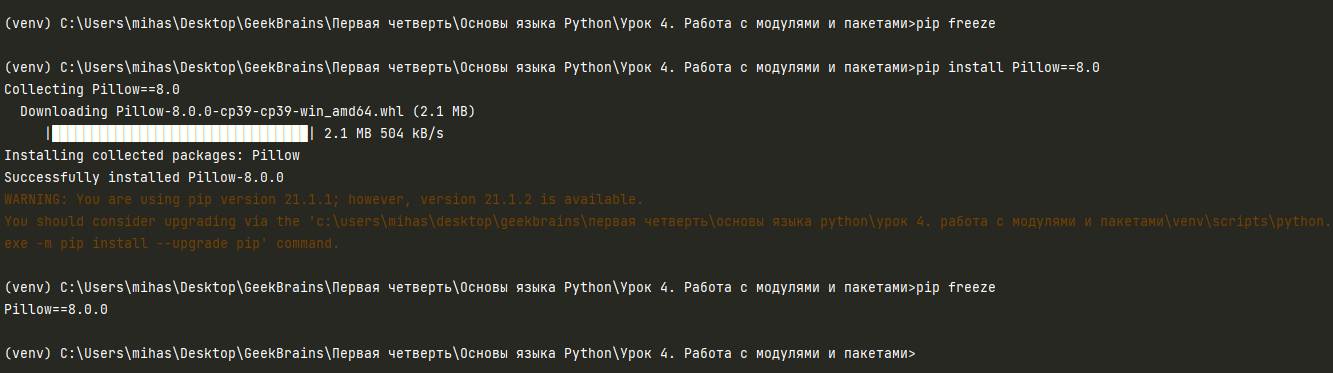 (venv) C:\Users\mihas\Desktop\GeekBrains\Первая четверть\Основы языка Python\Урок 4. Работа с модулями и пакетами>pip freeze
(venv) C:\Users\mihas\Desktop\GeekBrains\Первая четверть\Основы языка Python\Урок 4. Работа с модулями и пакетами>pip install Pillow==8.0
Collecting Pillow==8.0
  Downloading Pillow-8.0.0-cp39-cp39-win_amd64.whl (2.1 MB)
     |████████████████████████████████| 2.1 MB 504 kB/s
Installing collected packages: Pillow
Successfully installed Pillow-8.0.0
WARNING: You are using pip version 21.1.1; however, version 21.1.2 is available.
You should consider upgrading via the 'c:\users\mihas\desktop\geekbrains\первая четверть\основы языка python\урок 4. работа с модулями и пакетами\venv\scripts\python.
exe -m pip install --upgrade pip' command.
(venv) C:\Users\mihas\Desktop\GeekBrains\Первая четверть\Основы языка Python\Урок 4. Работа с модулями и пакетами>pip freeze
Pillow==8.0.0
(venv) C:\Users\mihas\Desktop\GeekBrains\Первая четверть\Основы языка Python\Урок 4. Работа с модулями и пакетами>